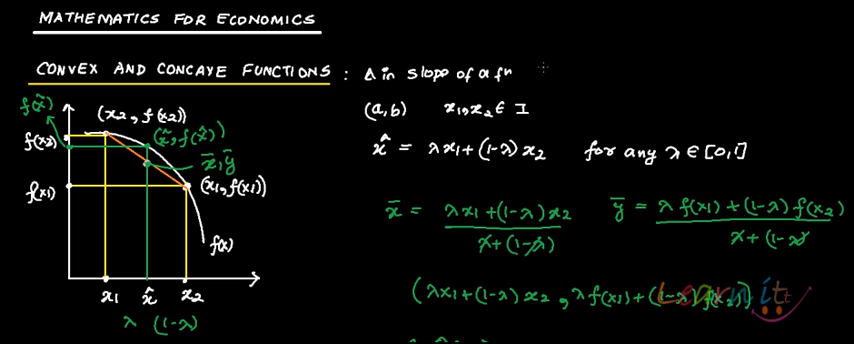 MATHEMATICS FOR ECONOMICS
CONVEX AND CONCAVE FUNCTIONS : Δ in slope of a fn
(a,b) x1,x2 ∈ I
x̂ = λx1+(1-λ)x2 for any λ ∈ [0,1]
x̄ = λx1+(1-λ)x2 / λ+(1-λ) ȳ = λf(x1)+(1-λ)f(x2) / λ+(1-λ)
(λx1+(1-λ)x2, λf(x1)+(1-λ)f(x2))
f(x̂)
f(x2)
f(x1)
(x2, f(x2))
(x̂, f(x̂))
x̄, ȳ
(x1, f(x1))
f(x)
x1 x̂ x2
λ (1-λ)
Learnitt